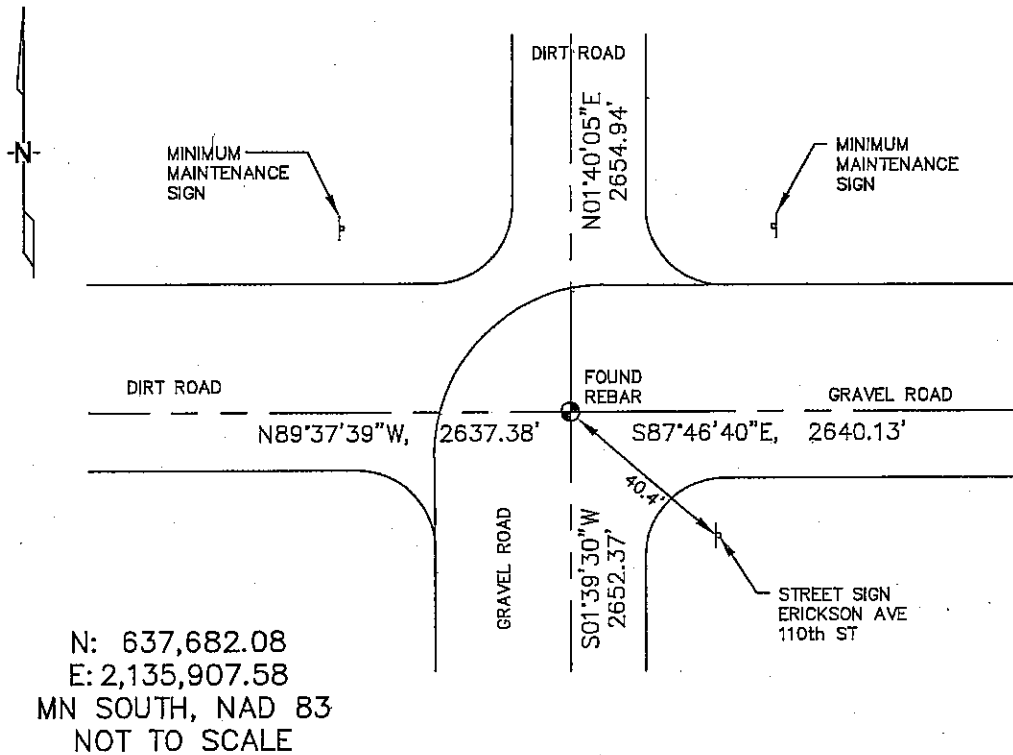 DIRT ROAD
N01°40'05"E
2654.94'
-N-
MINIMUM
MAINTENANCE
SIGN
MINIMUM
MAINTENANCE
SIGN
DIRT ROAD
FOUND
REBAR
GRAVEL ROAD
N89°37'39"W, 2637.38'
S87°46'40"E, 2640.13'
40.4'
GRAVEL ROAD
S01°39'30"W
2652.37'
STREET SIGN
ERICKSON AVE
110th ST
N: 637,682.08
E: 2,135,907.58
MN SOUTH, NAD 83
NOT TO SCALE